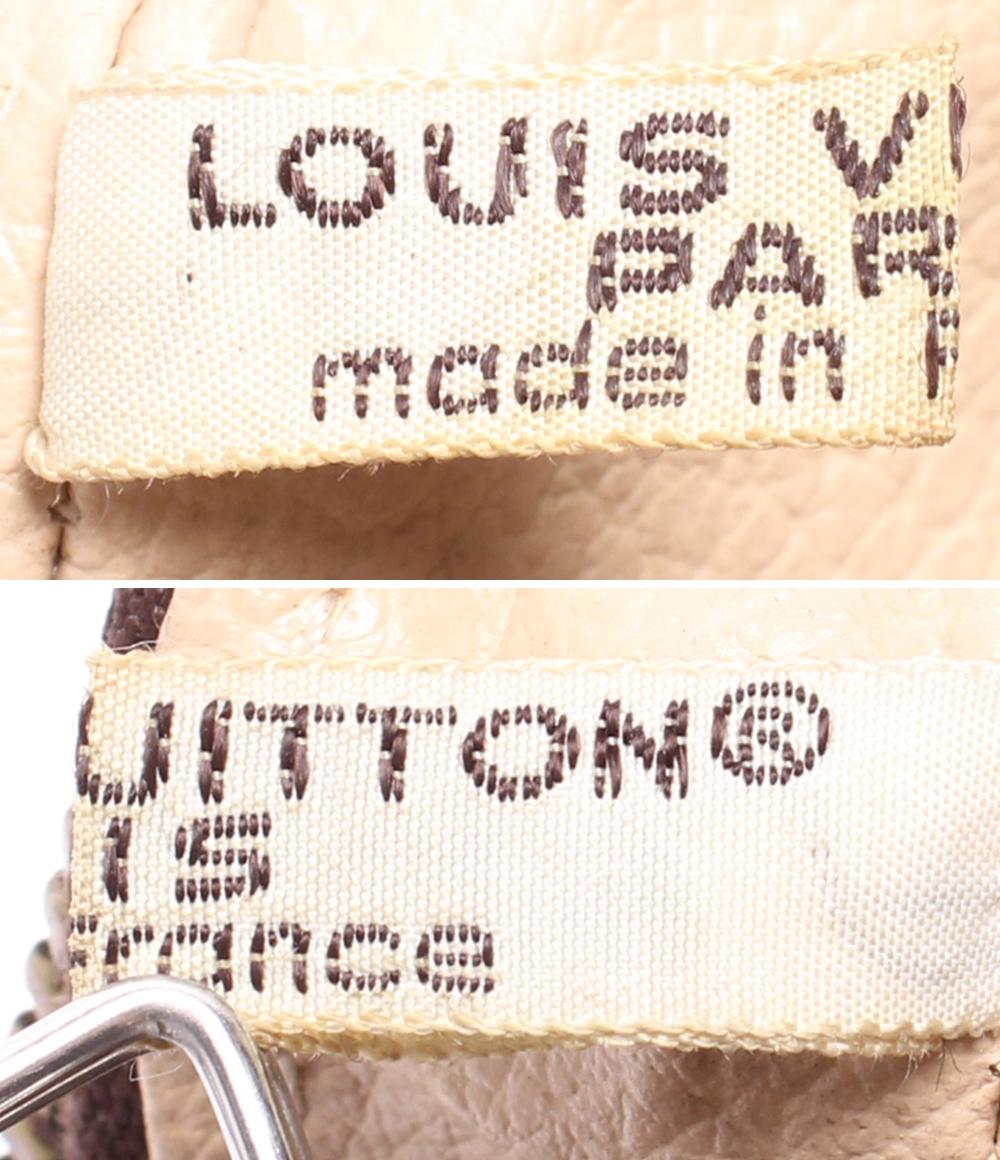 LOUIS V
PAR
made in F
UITTON®
IS
rance